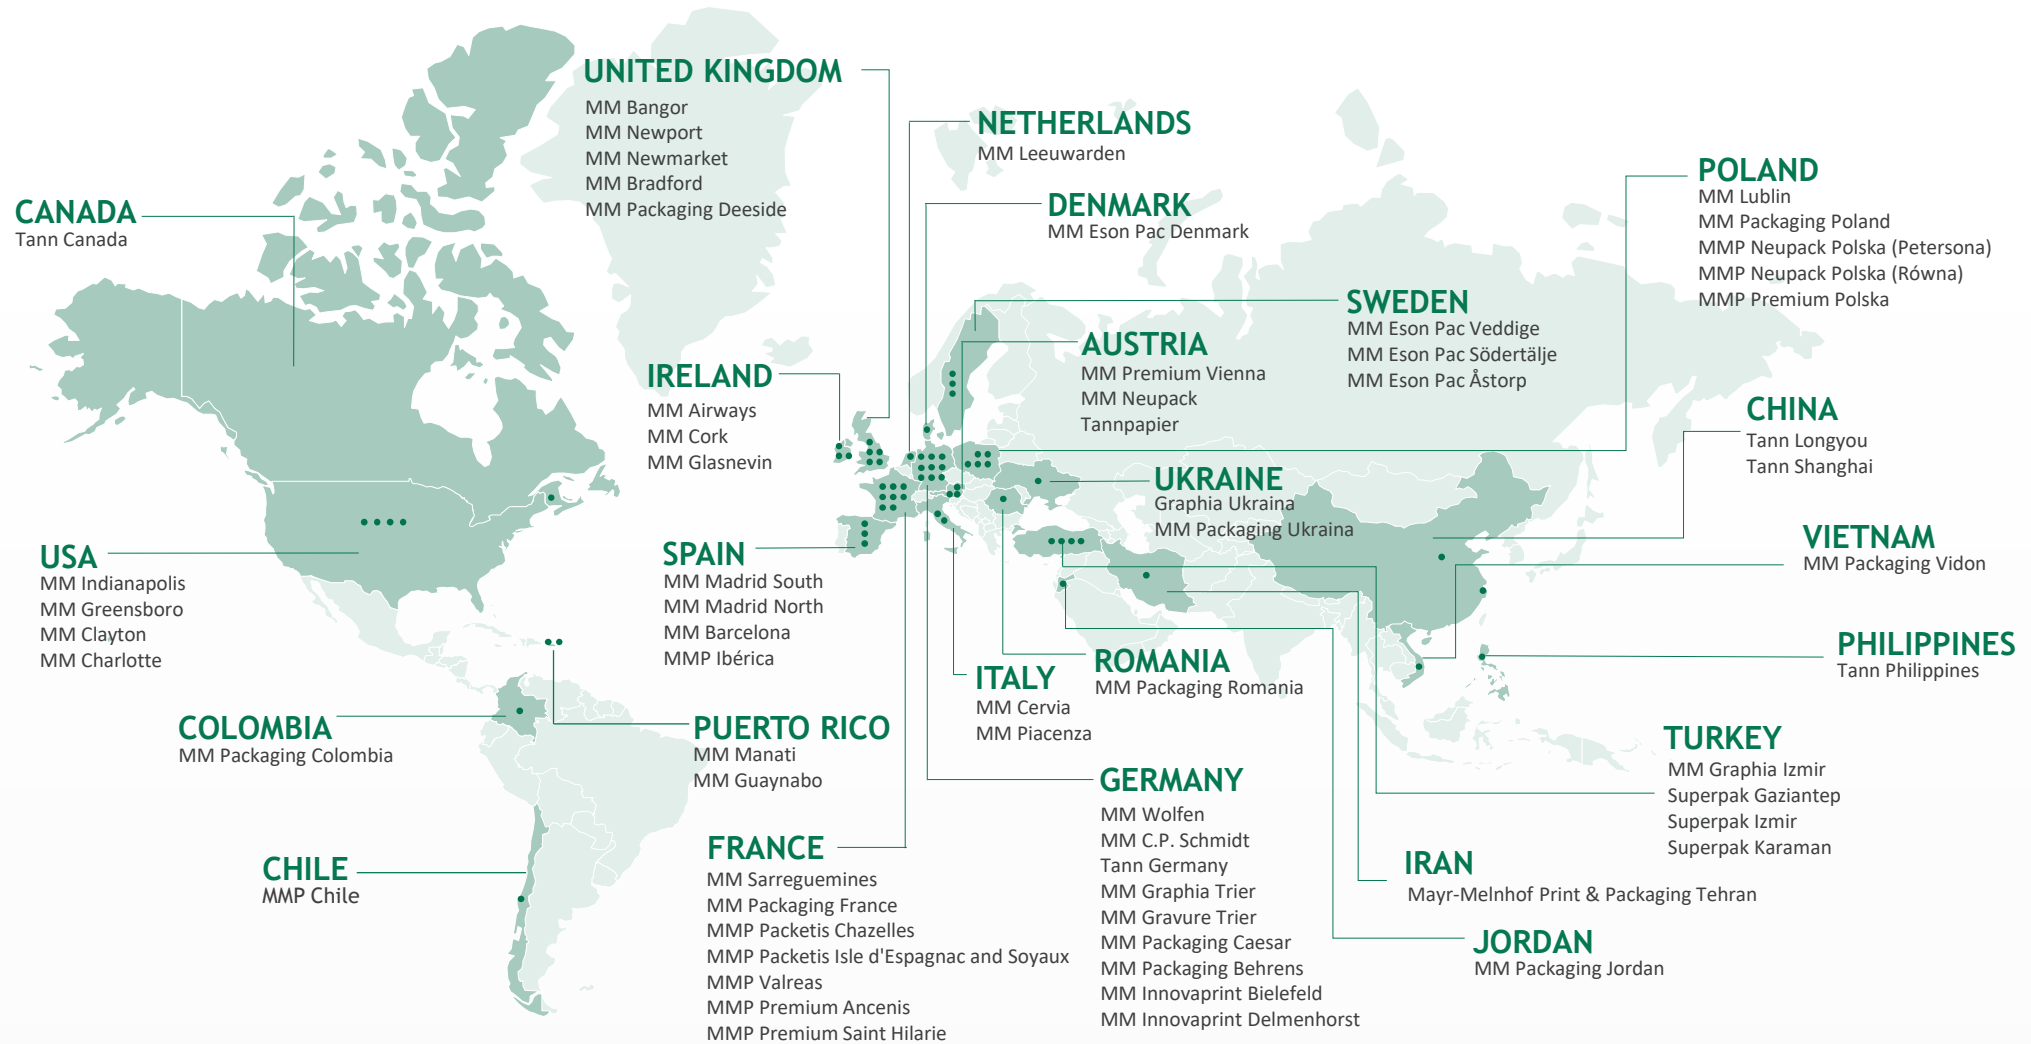 UNITED KINGDOM
MM Bangor
MM Newport
MM Newmarket
MM Bradford
MM Packaging Deeside
NETHERLANDS
MM Leeuwarden
POLAND
MM Lublin
MM Packaging Poland
MMP Neupack Polska (Petersona)
MMP Neupack Polska (Równa)
MMP Premium Polska
CANADA
Tann Canada
DENMARK
MM Eson Pac Denmark
SWEDEN
MM Eson Pac Veddige
MM Eson Pac Södertälje
MM Eson Pac Åstorp
AUSTRIA
MM Premium Vienna
MM Neupack
Tannpapier
IRELAND
MM Airways
MM Cork
MM Glasnevin
CHINA
Tann Longyou
Tann Shanghai
UKRAINE
Graphia Ukraina
MM Packaging Ukraina
VIETNAM
MM Packaging Vidon
USA
MM Indianapolis
MM Greensboro
MM Clayton
MM Charlotte
SPAIN
MM Madrid South
MM Madrid North
MM Barcelona
MMP Ibérica
PHILIPPINES
Tann Philippines
ROMANIA
MM Packaging Romania
ITALY
MM Cervia
MM Piacenza
COLOMBIA
MM Packaging Colombia
PUERTO RICO
MM Manati
MM Guaynabo
TURKEY
MM Graphia Izmir
Superpak Gaziantep
Superpak Izmir
Superpak Karaman
GERMANY
MM Wolfen
MM C.P. Schmidt
Tann Germany
MM Graphia Trier
MM Gravure Trier
MM Packaging Caesar
MM Packaging Behrens
MM Innovaprint Bielefeld
MM Innovaprint Delmenhorst
FRANCE
MM Sarreguemines
MM Packaging France
MMP Packetis Chazelles
MMP Packetis Isle d'Espagnac and Soyaux
MMP Valreas
MMP Premium Ancenis
MMP Premium Saint Hilarie
CHILE
MMP Chile
IRAN
Mayr-Melnhof Print & Packaging Tehran
JORDAN
MM Packaging Jordan